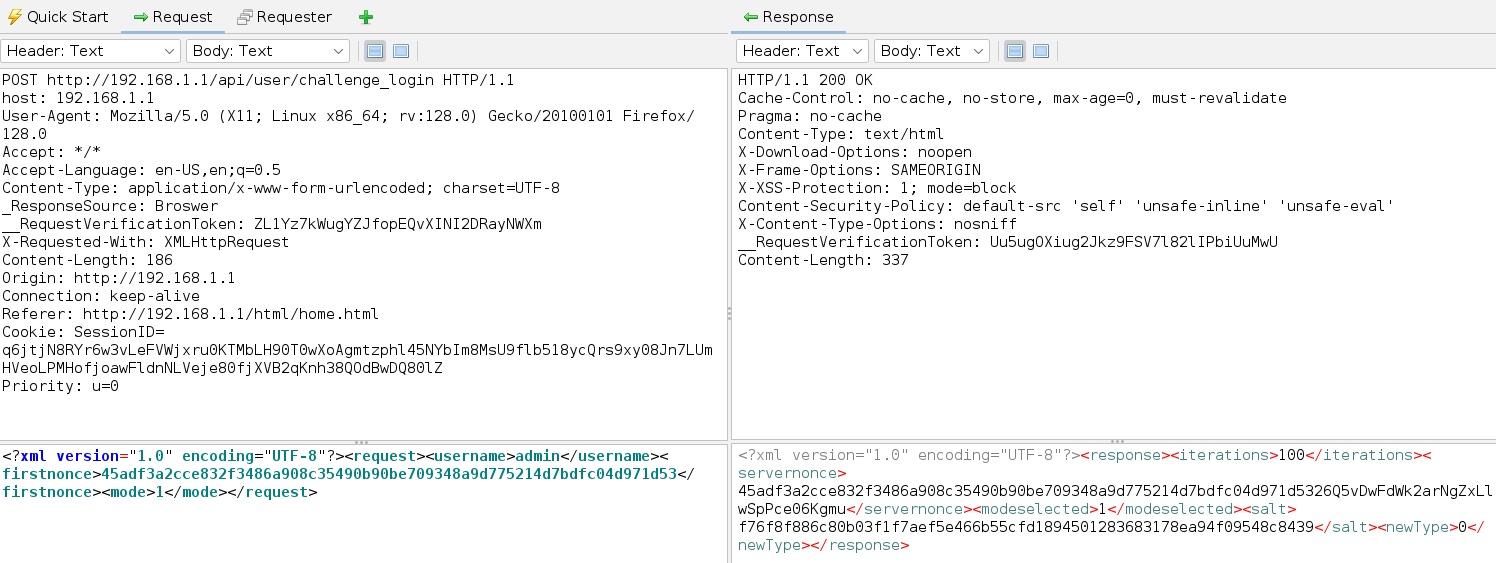 Quick Start
Request
Requester
Header: Text
Body: Text
POST http://192.168.1.1/api/user/challenge_login HTTP/1.1
host: 192.168.1.1
User-Agent: Mozilla/5.0 (X11; Linux x86_64; rv:128.0) Gecko/20100101 Firefox/
128.0
Accept: */*
Accept-Language: en-US,en;q=0.5
Content-Type: application/x-www-form-urlencoded; charset=UTF-8
_ResponseSource: Broswer
__RequestVerificationToken: ZL1Yz7kWugYZJfopEQvXINI2DRayNWXm
X-Requested-With: XMLHttpRequest
Content-Length: 186
Origin: http://192.168.1.1
Connection: keep-alive
Referer: http://192.168.1.1/html/home.html
Cookie: SessionID=
q6jtjN8RYr6w3vLeFVWjxru0KTMbLH90T0wXoAgmtzphl45NYbIm8MsU9flb518ycQrs9xy08Jn7LUm
HVeoLPMHofjoawFldnNLVeje80fjXVB2qKnh38QOdBwDQ80lZ
Priority: u=0
<?xml version="1.0" encoding="UTF-8"?><request><username>admin</username><
firstnonce>45adf3a2cce832f3486a908c35490b90be709348a9d775214d7bdfc04d971d53</
firstnonce><mode>1</mode></request>
Response
Header: Text
Body: Text
HTTP/1.1 200 OK
Cache-Control: no-cache, no-store, max-age=0, must-revalidate
Pragma: no-cache
Content-Type: text/html
X-Download-Options: noopen
X-Frame-Options: SAMEORIGIN
X-XSS-Protection: 1; mode=block
Content-Security-Policy: default-src 'self' 'unsafe-inline' 'unsafe-eval'
X-Content-Type-Options: nosniff
__RequestVerificationToken: Uu5ugOXiug2Jkz9FSV7l82lIPbiUuMwU
Content-Length: 337
<?xml version="1.0" encoding="UTF-8"?><response><iterations>100</iterations><
servernonce>
45adf3a2cce832f3486a908c35490b90be709348a9d775214d7bdfc04d971d5326Q5vDwFdWk2arNgZxLl
wSpPce06Kgmu</servernonce><modeselected>1</modeselected><salt>
f76f8f886c80b03f1f7aef5e466b55cfd1894501283683178ea94f09548c8439</salt><newType>0</
newType></response>